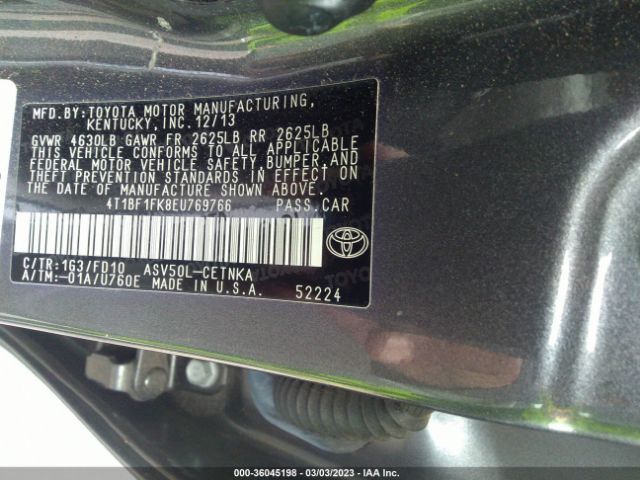 MFD.BY:TOYOTA MOTOR MANUFACTURING,
KENTUCKY, INC. 12/13
GVWR 4630LB GAWR FR 2625LB RR 2625LB
THIS VEHICLE CONFORMS TO ALL APPLICABLE
FEDERAL MOTOR VEHICLE SAFETY, BUMPER, AND
THEFT PREVENTION STANDARDS IN EFFECT ON
THE DATE OF MANUFACTURE SHOWN ABOVE.
4T1BF1FK8EU769766 PASS.CAR
C/TR:1G3/FD10 ASV50L-CETNKA
A/TM:-01A/U760E MADE IN U.S.A.
52224
000-36045198 - 03/03/2023 - IAA Inc.